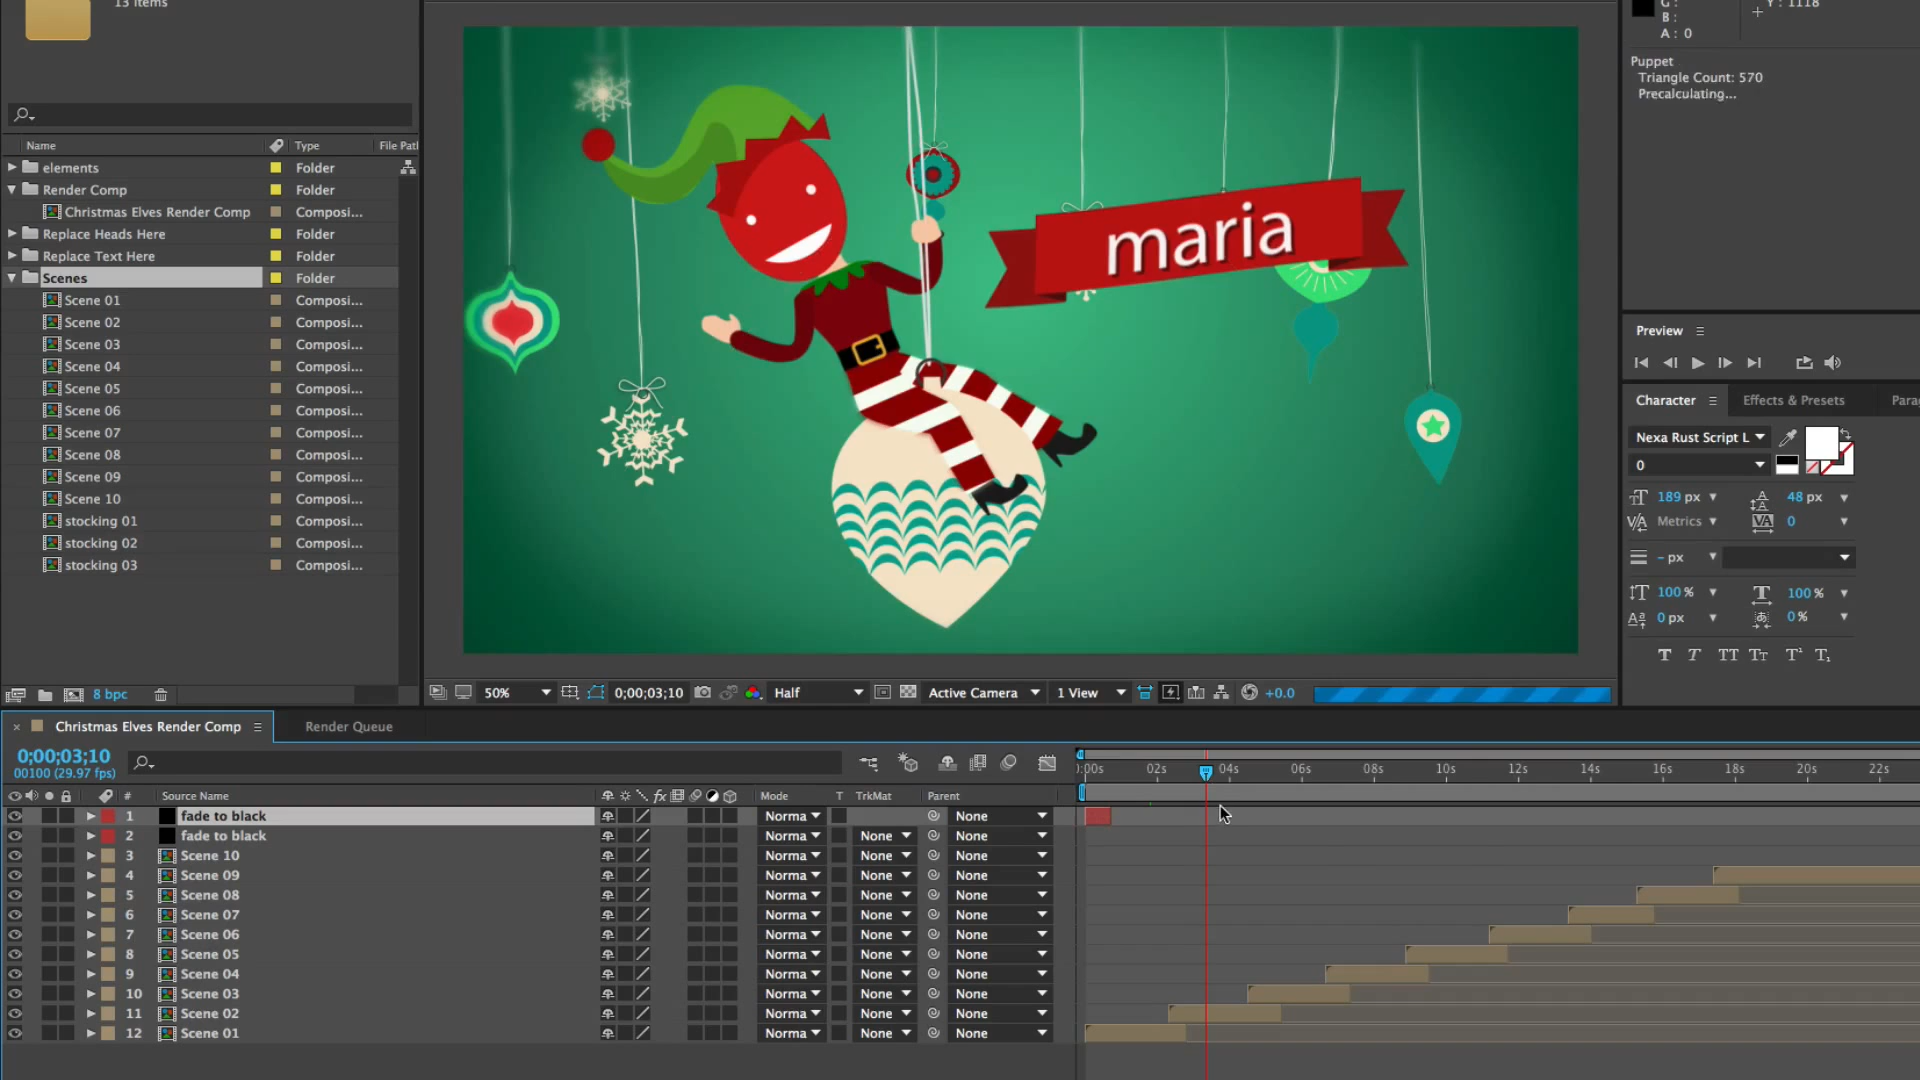 13 items
G :
B :
A : 0
Y : 1118
Puppet
Triangle Count: 570
Precalculating...
Name Type File Path
elements Folder
Render Comp Folder
Christmas Elves Render Comp Composi...
Replace Heads Here Folder
Replace Text Here Folder
Scenes Folder
Scene 01 Composi...
Scene 02 Composi...
Scene 03 Composi...
Scene 04 Composi...
Scene 05 Composi...
Scene 06 Composi...
Scene 07 Composi...
Scene 08 Composi...
Scene 09 Composi...
Scene 10 Composi...
stocking 01 Composi...
stocking 02 Composi...
stocking 03 Composi...
maria
Preview
Character Effects & Presets Para
Nexa Rust Script L
0
189 px 48 px
Metrics 0
- px
100 % 100 %
0 px 0 %
T T TT Tt T¹ T₁
8 bpc
50% 0;00;03;10 Half Active Camera 1 View +0.0
Christmas Elves Render Comp Render Queue
0;00;03;10
00100 (29.97 fps)
):00s 02s 04s 06s 08s 10s 12s 14s 16s 18s 20s 22s
# Source Name Mode T TrkMat Parent
1 fade to black Norma None
2 fade to black Norma None None
3 Scene 10 Norma None None
4 Scene 09 Norma None None
5 Scene 08 Norma None None
6 Scene 07 Norma None None
7 Scene 06 Norma None None
8 Scene 05 Norma None None
9 Scene 04 Norma None None
10 Scene 03 Norma None None
11 Scene 02 Norma None None
12 Scene 01 Norma None None